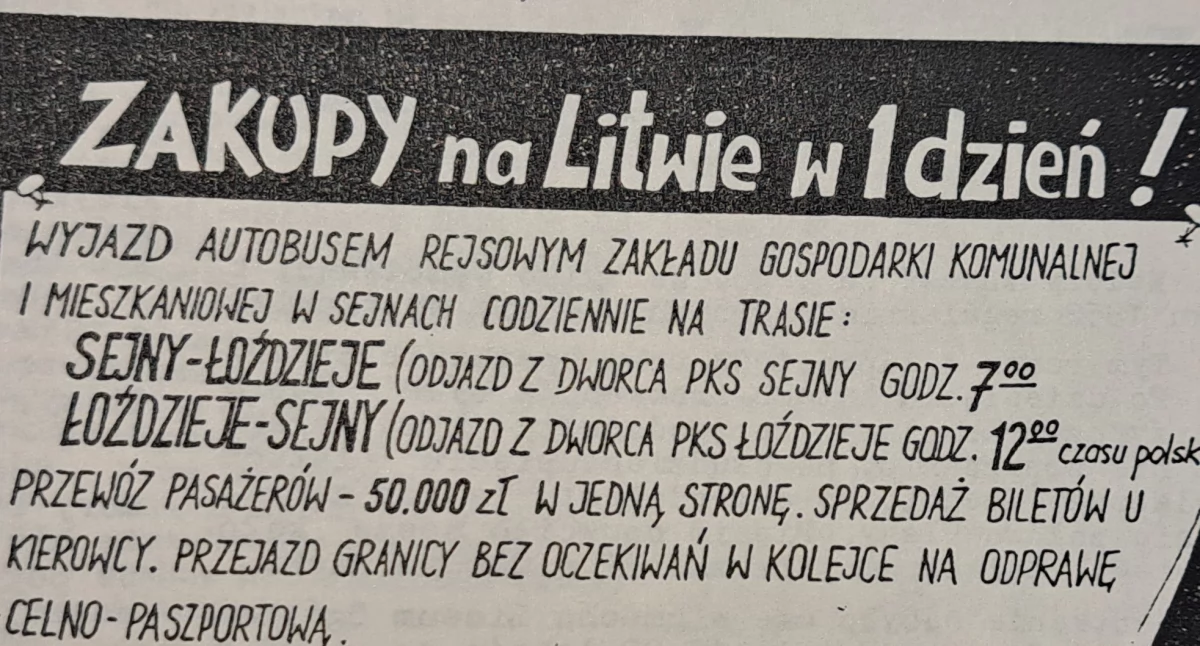 ZAKUPY na Litwie w 1 dzień!
WYJAZD AUTOBUSEM REJSOWYM ZAKŁADU GOSPODARKI KOMUNALNEJ
I MIESZKANIOWEJ W SEJNACH CODZIENNIE NA TRASIE:
SEJNY-ŁOŹDZIEJE (ODJAZD Z DWORCA PKS SEJNY GODZ. 7⁰⁰
ŁOŹDZIEJE-SEJNY (ODJAZD Z DWORCA PKS ŁOŹDZIEJE GODZ. 12⁰⁰ czasu polsk
PRZEWÓZ PASAŻERÓW - 50.000 zł W JEDNĄ STRONĘ. SPRZEDAŻ BILETÓW U
KIEROWCY. PRZEJAZD GRANICY BEZ OCZEKIWAŃ W KOLEJCE NA ODPRAWĘ
CELNO-PASZPORTOWĄ.